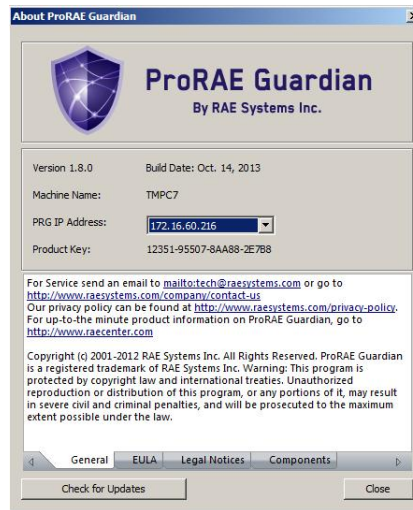 About ProRAE Guardian
ProRAE Guardian
By RAE Systems Inc.
Version 1.8.0 Build Date: Oct. 14, 2013
Machine Name: TMPC7
PRG IP Address: 172.16.60.216
Product Key: 12351-95507-8AA88-2E7B8
For Service send an email to mailto:tech@raesystems.com or go to
http://www.raesystems.com/company/contact-us
Our privacy policy can be found at http://www.raesystems.com/privacy-policy.
For up-to-the minute product information on ProRAE Guardian, go to
http://www.raecenter.com
Copyright (c) 2001-2012 RAE Systems Inc. All Rights Reserved. ProRAE Guardian
is a registered trademark of RAE Systems Inc. Warning: This program is
protected by copyright law and international treaties. Unauthorized
reproduction or distribution of this program, or any portions of it, may result
in severe civil and criminal penalties, and will be prosecuted to the maximum
extent possible under the law.
General EULA Legal Notices Components
Check for Updates Close